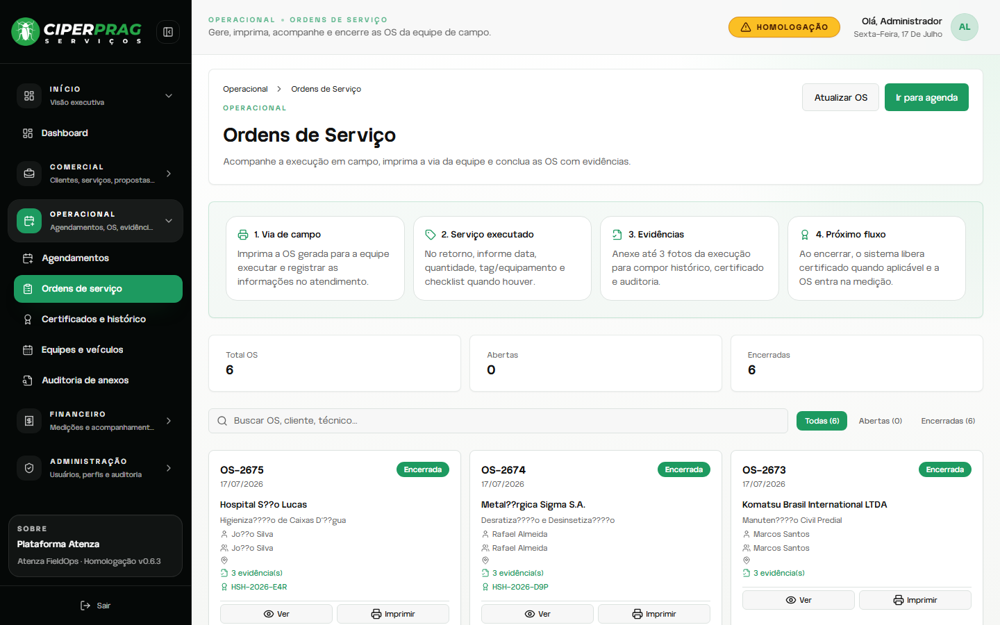 CIPERPRAG
SERVIÇOS
INÍCIO
Visão executiva
Dashboard
COMERCIAL
Clientes, serviços, propostas...
OPERACIONAL
Agendamentos, OS, evidênci...
Agendamentos
Ordens de serviço
Certificados e histórico
Equipes e veículos
Auditoria de anexos
FINANCEIRO
Medições e acompanhament...
ADMINISTRAÇÃO
Usuários, perfis e auditoria
SOBRE
Plataforma Atenza
Atenza FieldOps · Homologação v0.6.3
Sair
OPERACIONAL • ORDENS DE SERVIÇO
Gere, imprima, acompanhe e encerre as OS da equipe de campo.
HOMOLOGAÇÃO
Olá, Administrador
Sexta-Feira, 17 De Julho
AL
Operacional > Ordens de Serviço
OPERACIONAL
Ordens de Serviço
Acompanhe a execução em campo, imprima a via da equipe e conclua as OS com evidências.
Atualizar OS
Ir para agenda
1. Via de campo
Imprima a OS gerada para a equipe
executar e registrar as
informações no atendimento.
2. Serviço executado
No retorno, informe data,
quantidade, tag/equipamento e
checklist quando houver.
3. Evidências
Anexe até 3 fotos da execução
para compor histórico, certificado
e auditoria.
4. Próximo fluxo
Ao encerrar, o sistema libera
certificado quando aplicável e a
OS entra na medição.
Total OS
6
Abertas
0
Encerradas
6
Buscar OS, cliente, técnico...
Todas (6)
Abertas (0)
Encerradas (6)
OS-2675
Encerrada
17/07/2026
Hospital S??o Lucas
Higieniza????o de Caixas D'??gua
Jo??o Silva
Jo??o Silva
3 evidência(s)
HSH-2026-E4R
Ver
Imprimir
OS-2674
Encerrada
17/07/2026
Metal??rgica Sigma S.A.
Desratiza????o e Desinsetiza????o
Rafael Almeida
Rafael Almeida
3 evidência(s)
HSH-2026-D9P
Ver
Imprimir
OS-2673
Encerrada
17/07/2026
Komatsu Brasil International LTDA
Manuten????o Civil Predial
Marcos Santos
Marcos Santos
3 evidência(s)
Ver
Imprimir